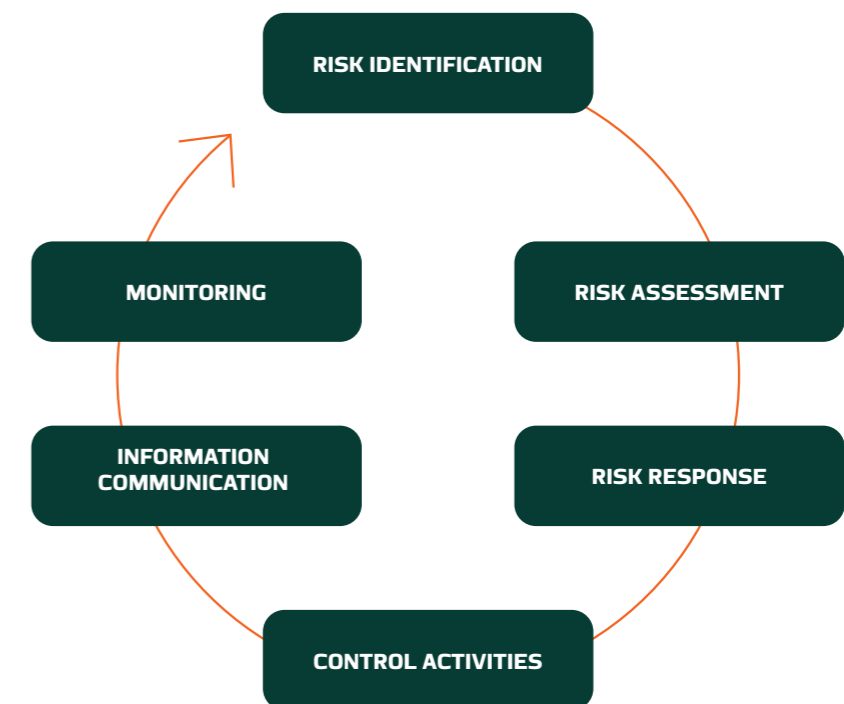 RISK IDENTIFICATION
RISK ASSESSMENT
RISK RESPONSE
CONTROL ACTIVITIES
INFORMATION
COMMUNICATION
MONITORING